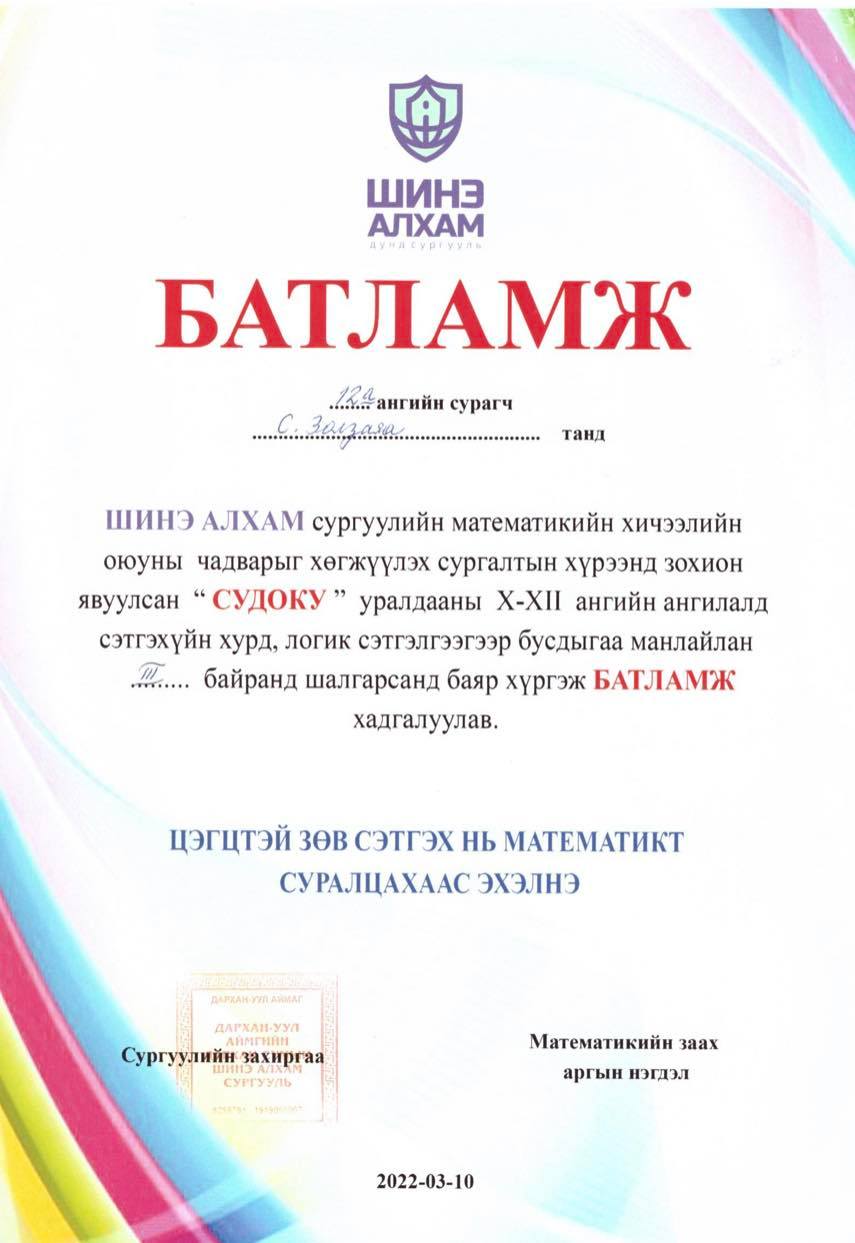 ШИНЭ
АЛХАМ
дунд сургууль
БАТЛАМЖ
12а ангийн сурагч
С. Золзаяа танд
ШИНЭ АЛХАМ сургуулийн математикийн хичээлийн
оюуны чадварыг хөгжүүлэх сургалтын хүрээнд зохион
явуулсан “ СУДОКУ ” уралдааны X-XII ангийн ангилалд
сэтгэхүйн хурд, логик сэтгэлгээгээр бусдыгаа манлайлан
III байранд шалгарсанд баяр хүргэж БАТЛАМЖ
хадгалуулав.
ЦЭГЦТЭЙ ЗӨВ СЭТГЭХ НЬ МАТЕМАТИКТ
СУРАЛЦАХААС ЭХЭЛНЭ
ДАРХАН-УУЛ АЙМАГ
ДАРХАН-УУЛ
АЙМГИЙН
ШИНЭ АЛХАМ
СУРГУУЛЬ
Сургуулийн захиргаа
Математикийн заах
аргын нэгдэл
2022-03-10